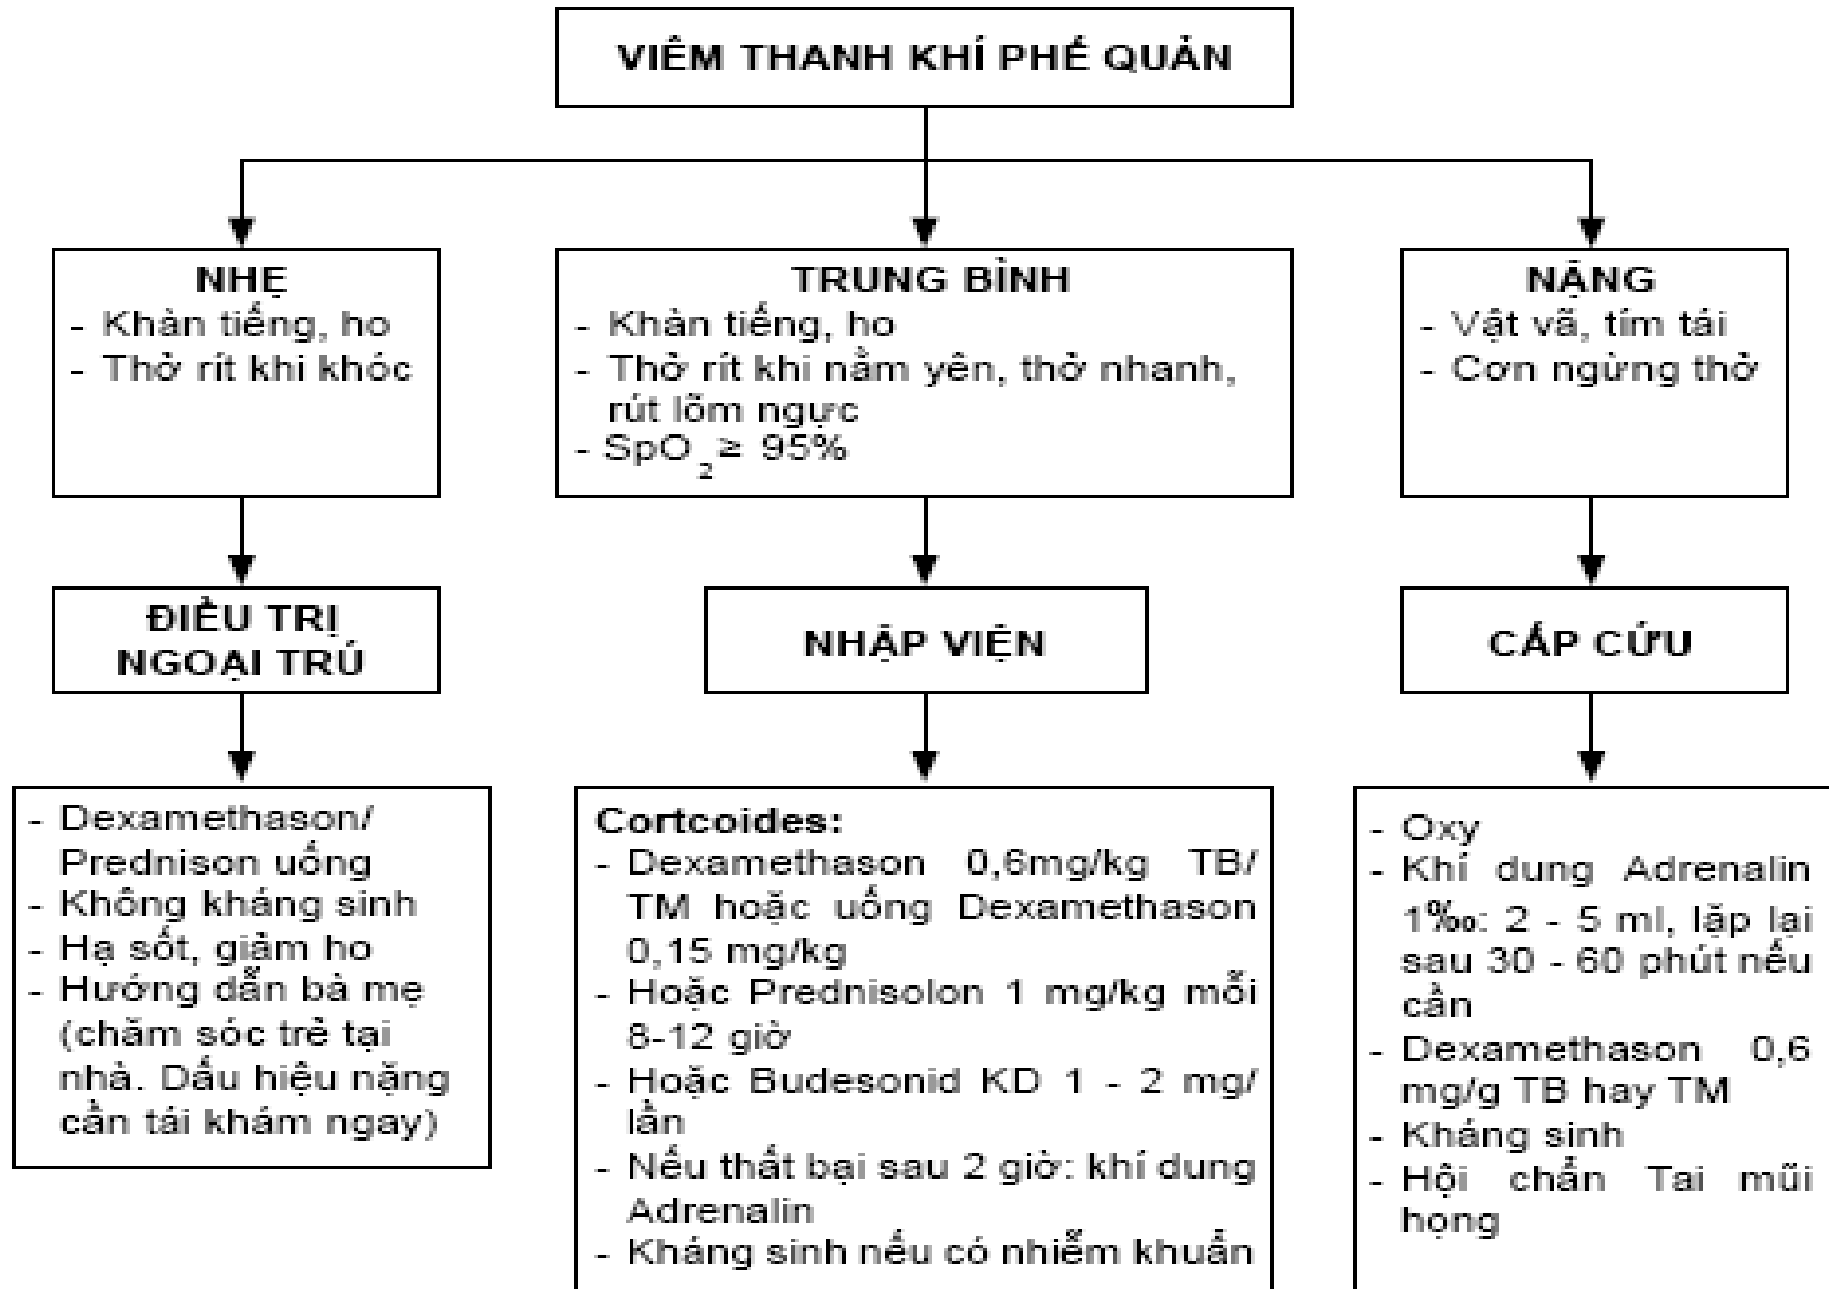 VIÊM THANH KHÍ PHẾ QUẢN
NHẸ
- Khàn tiếng, ho
- Thở rít khi khóc
TRUNG BÌNH
- Khàn tiếng, ho
- Thở rít khi nằm yên, thở nhanh,
rút lõm ngực
- SpO₂ ≥ 95%
NẶNG
- Vật vã, tím tái
- Cơn ngừng thở
ĐIỀU TRỊ
NGOẠI TRÚ
NHẬP VIỆN
CẤP CỨU
- Dexamethason/
Prednison uống
- Không kháng sinh
- Hạ sốt, giảm ho
- Hướng dẫn bà mẹ
(chăm sóc trẻ tại
nhà. Dấu hiệu nặng
cần tái khám ngay)
Cortcoides:
- Dexamethason 0,6mg/kg TB/
TM hoặc uống Dexamethason
0,15 mg/kg
- Hoặc Prednisolon 1 mg/kg mỗi
8-12 giờ
- Hoặc Budesonid KD 1 - 2 mg/
lần
- Nếu thất bại sau 2 giờ: khí dung
Adrenalin
- Kháng sinh nếu có nhiễm khuẩn
- Oxy
- Khí dung Adrenalin
1‰: 2 - 5 ml, lặp lại
sau 30 - 60 phút nếu
cần
- Dexamethason 0,6
mg/g TB hay TM
- Kháng sinh
- Hội chẩn Tai mũi
họng